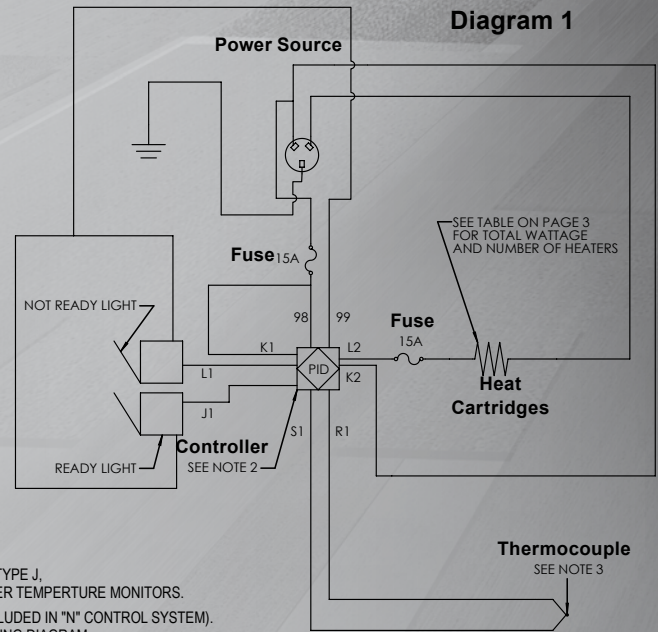 Diagram 1
Power Source
SEE TABLE ON PAGE 3
FOR TOTAL WATTAGE
AND NUMBER OF HEATERS
Fuse 15A
NOT READY LIGHT
98
99
Fuse
15A
K1
L2
PID
K2
L1
Heat
Cartridges
J1
S1
R1
Controller
SEE NOTE 2
READY LIGHT
Thermocouple
SEE NOTE 3
TYPE J,
ER TEMPERTURE MONITORS.
LUDED IN "N" CONTROL SYSTEM).